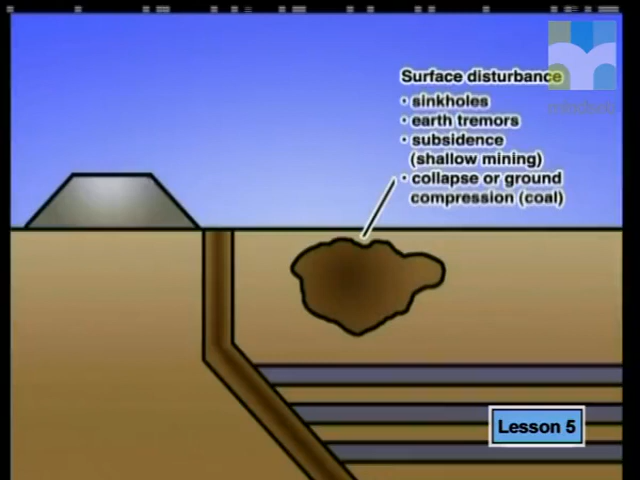 Surface disturbance
• sinkholes
• earth tremors
• subsidence
(shallow mining)
• collapse or ground
compression (coal)
Lesson 5